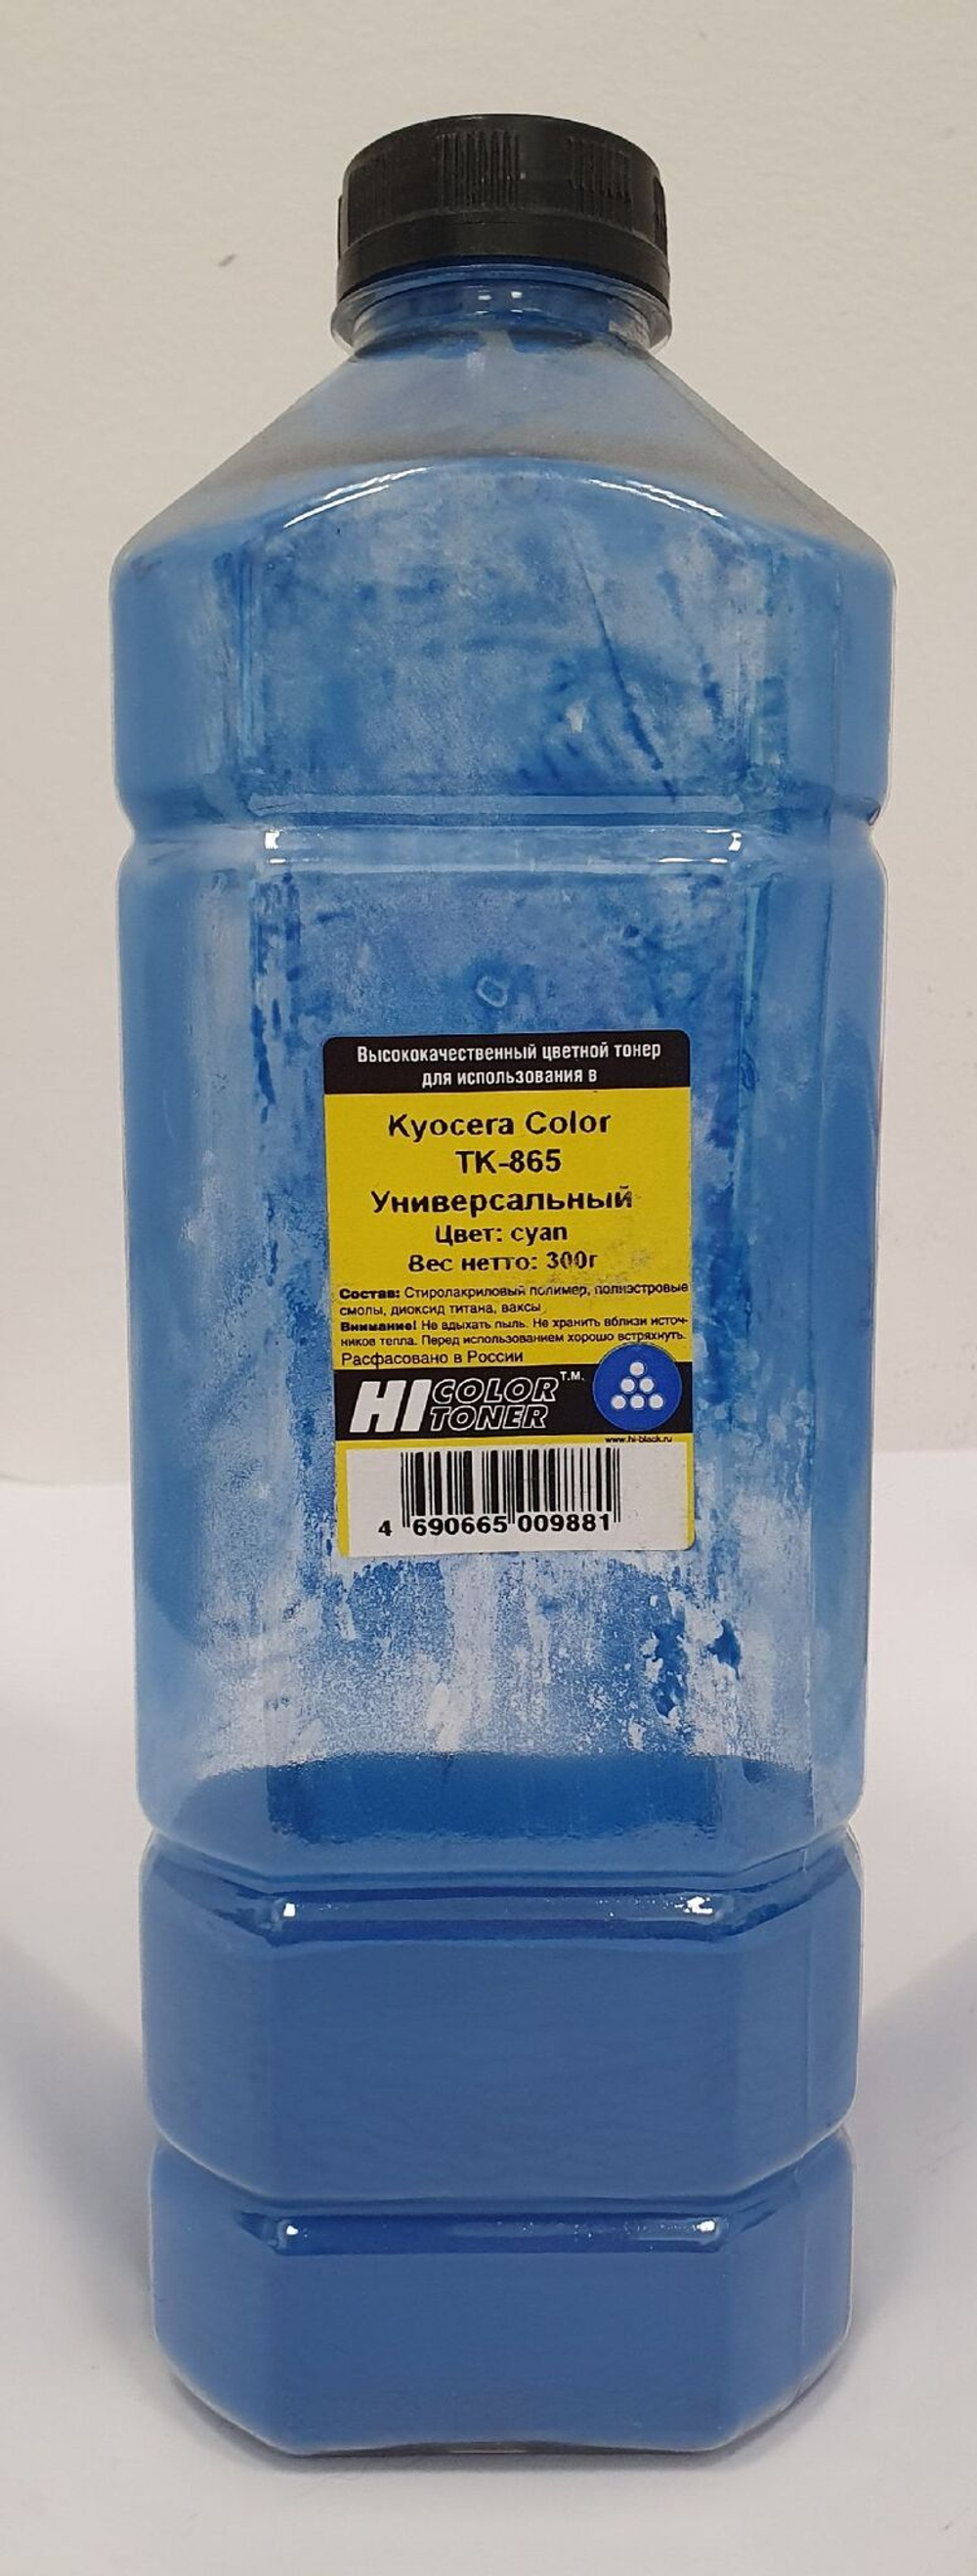 Высококачественный цветной тонер
для использования в
Kyocera Color
TK-865
Универсальный
Цвет: cyan
Вес нетто: 300г
Состав: Стиролакриловый полимер, полиэстровые
смолы, диоксид титана, ваксы
Внимание! Не вдыхать пыль. Не хранить вблизи источ-
ников тепла. Перед использованием хорошо встряхнуть.
Расфасовано в России
HI COLOR TONER T.M.
www.hi-black.ru
4 690665 009881